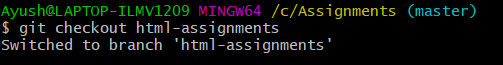 Ayush@LAPTOP-ILMV1209 MINGW64 /c/Assignments (master)
$ git checkout html-assignments
Switched to branch 'html-assignments'